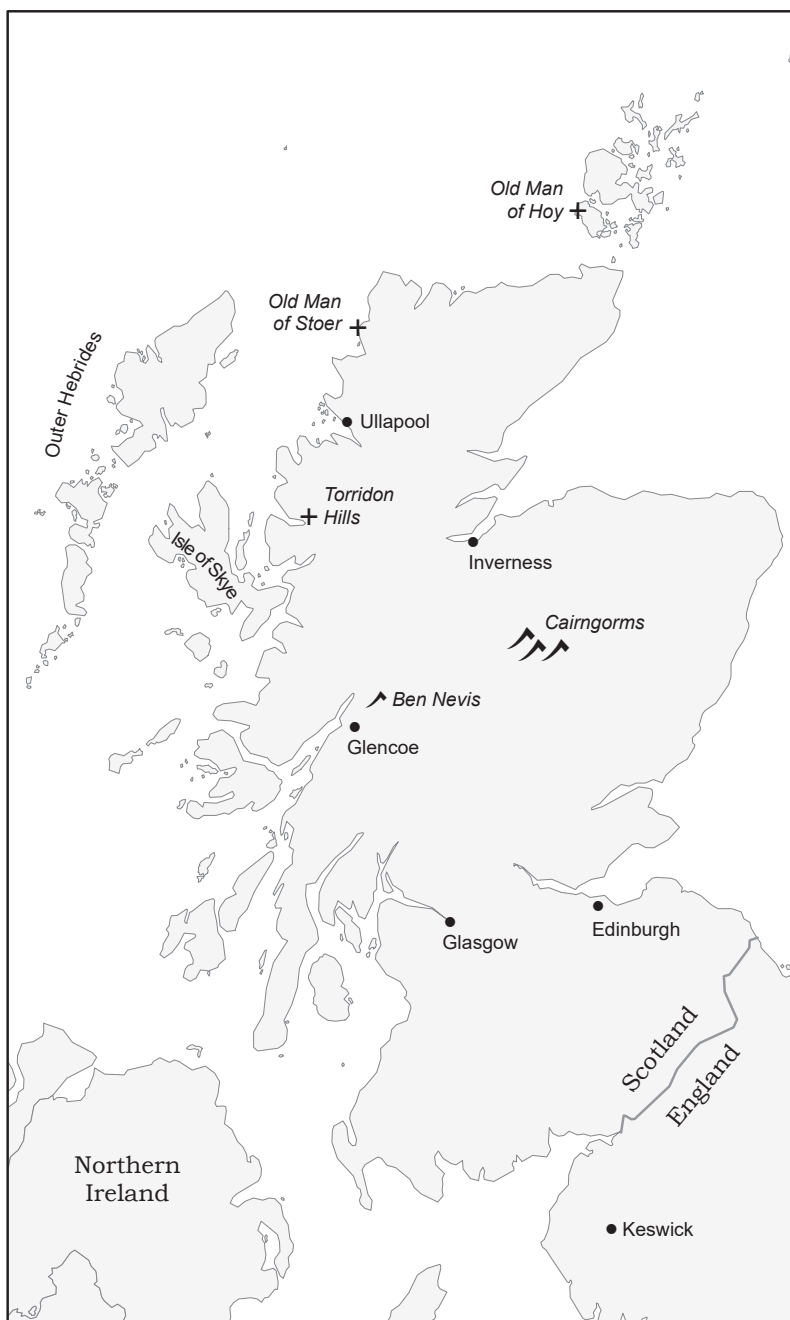 Old Man
of Hoy
Old Man
of Stoer
Outer Hebrides
Ullapool
Torridon
Hills
Isle of Skye
Inverness
Cairngorms
Ben Nevis
Glencoe
Glasgow
Edinburgh
Scotland
England
Northern
Ireland
Keswick